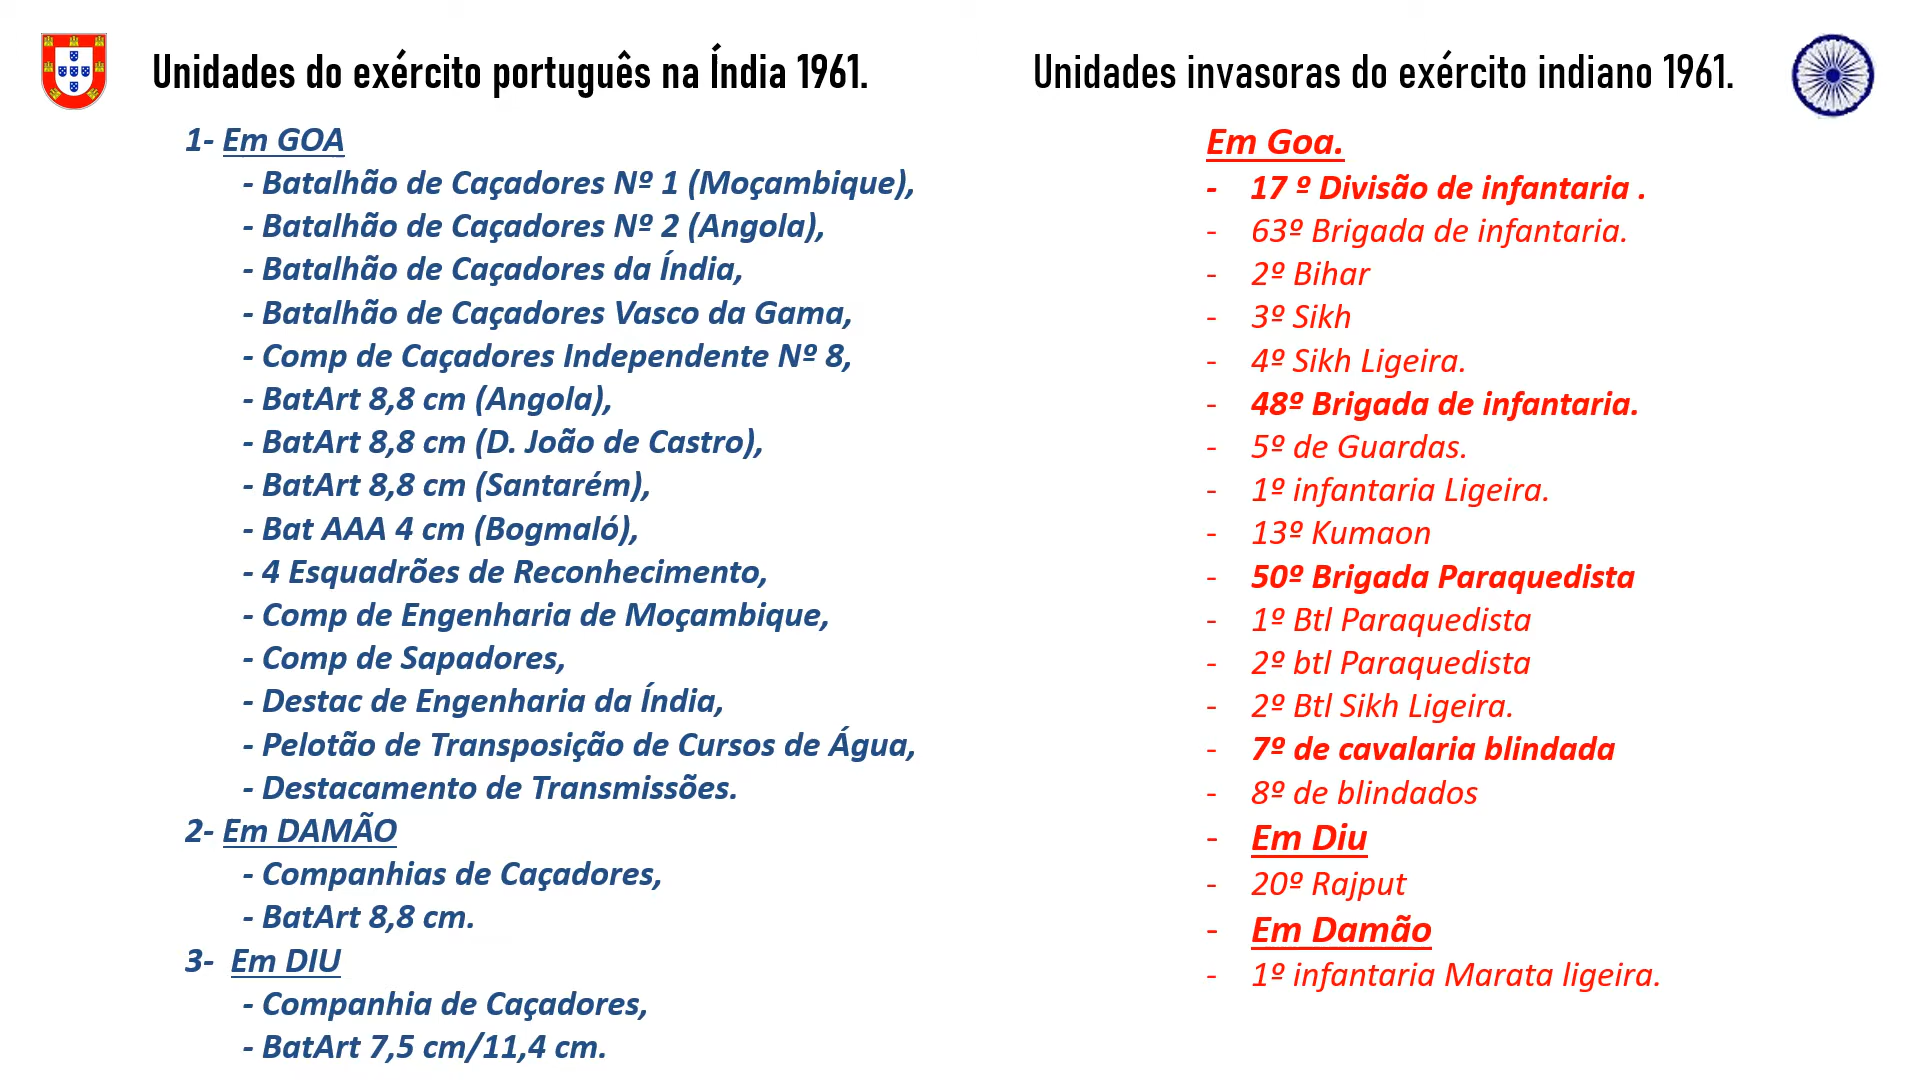 Unidades do exército português na Índia 1961.
1- Em GOA
- Batalhão de Caçadores Nº 1 (Moçambique),
- Batalhão de Caçadores Nº 2 (Angola),
- Batalhão de Caçadores da Índia,
- Batalhão de Caçadores Vasco da Gama,
- Comp de Caçadores Independente Nº 8,
- BatArt 8,8 cm (Angola),
- BatArt 8,8 cm (D. João de Castro),
- BatArt 8,8 cm (Santarém),
- Bat AAA 4 cm (Bogmaló),
- 4 Esquadrões de Reconhecimento,
- Comp de Engenharia de Moçambique,
- Comp de Sapadores,
- Destac de Engenharia da Índia,
- Pelotão de Transposição de Cursos de Água,
- Destacamento de Transmissões.
2- Em DAMÃO
- Companhias de Caçadores,
- BatArt 8,8 cm.
3- Em DIU
- Companhia de Caçadores,
- BatArt 7,5 cm/11,4 cm.
Unidades invasoras do exército indiano 1961.
Em Goa.
- 17 º Divisão de infantaria .
- 63º Brigada de infantaria.
- 2º Bihar
- 3º Sikh
- 4º Sikh Ligeira.
- 48º Brigada de infantaria.
- 5º de Guardas.
- 1º infantaria Ligeira.
- 13º Kumaon
- 50º Brigada Paraquedista
- 1º Btl Paraquedista
- 2º btl Paraquedista
- 2º Btl Sikh Ligeira.
- 7º de cavalaria blindada
- 8º de blindados
- Em Diu
- 20º Rajput
- Em Damão
- 1º infantaria Marata ligeira.